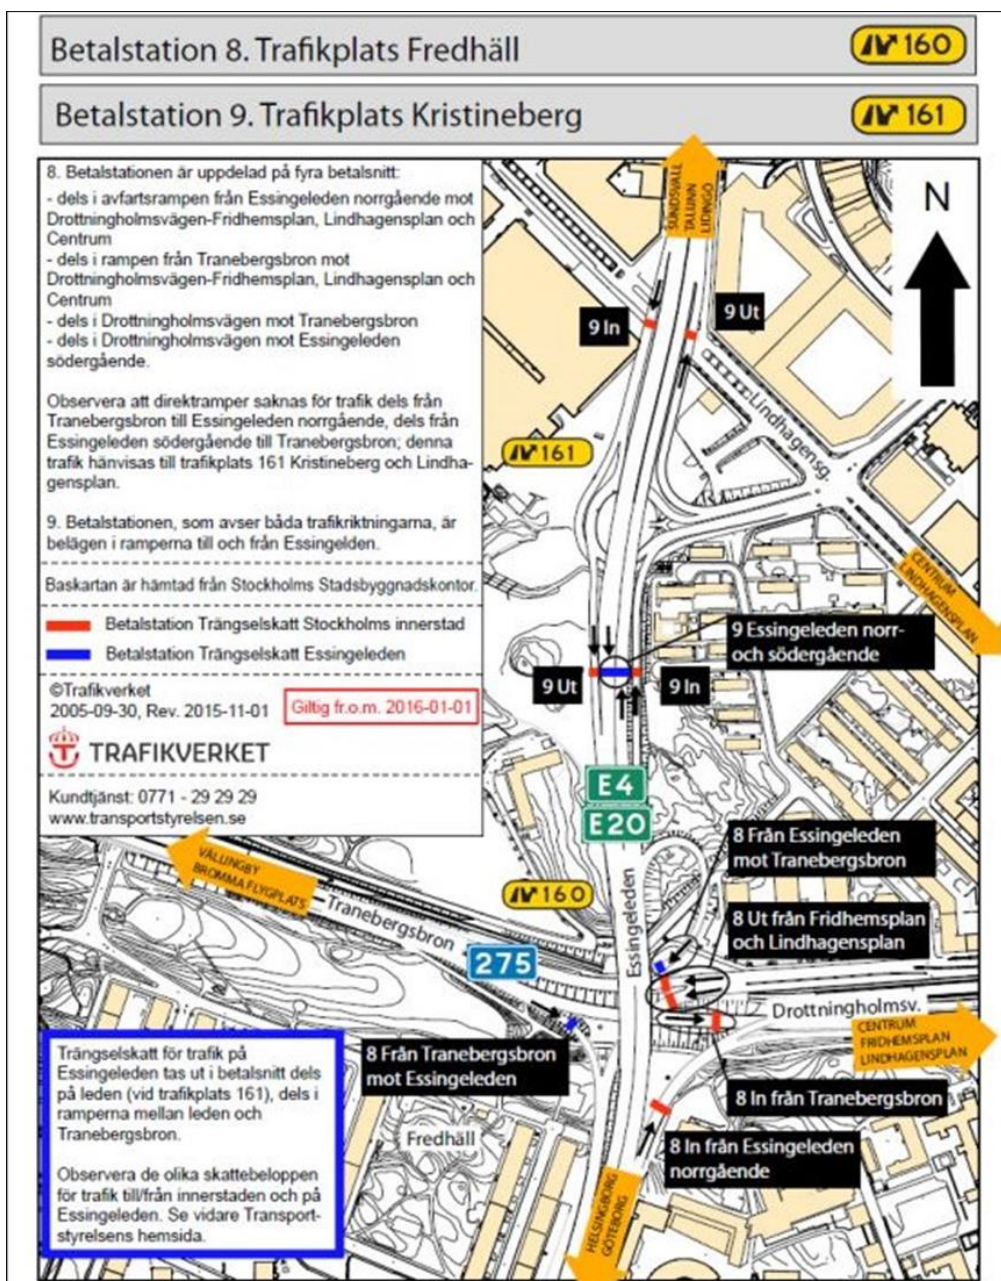 Betalstation 8. Trafikplats Fredhäll
160
Betalstation 9. Trafikplats Kristineberg
161
8. Betalstationen är uppdelad på fyra betalsnitt:
- dels i avfartsrampen från Essingeleden norrgående mot
Drottningholmsvägen-Fridhemsplan, Lindhagensplan och
Centrum
- dels i rampen från Tranebergsbron mot
Drottningholmsvägen-Fridhemsplan, Lindhagensplan och
Centrum
- dels i Drottningholmsvägen mot Tranebergsbron
- dels i Drottningholmsvägen mot Essingeleden
södergående.
Observera att direktramper saknas för trafik dels från
Tranebergsbron till Essingeleden norrgående, dels från
Essingeleden södergående till Tranebergsbron; denna
trafik hänvisas till trafikplats 161 Kristineberg och Lindha-
gensplan.
9. Betalstationen, som avser båda trafikriktningarna, är
belägen i ramperna till och från Essingelden.
Baskartan är hämtad från Stockholms Stadsbyggnadskontor.
Betalstation Trängselskatt Stockholms innerstad
Betalstation Trängselskatt Essingeleden
©Trafikverket
2005-09-30, Rev. 2015-11-01
Giltig fr.o.m. 2016-01-01
TRAFIKVERKET
Kundtjänst: 0771 - 29 29 29
www.transportstyrelsen.se
SUNDSVALL
TALLINN
LIDINGÖ
N
9 In
9 Ut
Lindhagensg.
161
CENTRUM
LINDHAGENSPLAN
9 Essingeleden norr-
och södergående
9 Ut
9 In
E4
E20
VÄLLINGBY
BROMMA FLYGPLATS
Tranebergsbron
160
275
Essingeleden
8 Från Essingeleden
mot Tranebergsbron
8 Ut från Fridhemsplan
och Lindhagensplan
Drottningholmsv.
CENTRUM
FRIDHEMSPLAN
LINDHAGENSPLAN
8 Från Tranebergsbron
mot Essingeleden
8 In från Tranebergsbron
8 In från Essingeleden
norrgående
Fredhäll
HELSINGBORG
GÖTEBORG
Trängselskatt för trafik på
Essingeleden tas ut i betalsnitt dels
på leden (vid trafikplats 161), dels i
ramperna mellan leden och
Tranebergsbron.
Observera de olika skattebeloppen
för trafik till/från innerstaden och på
Essingeleden. Se vidare Transport-
styrelsens hemsida.